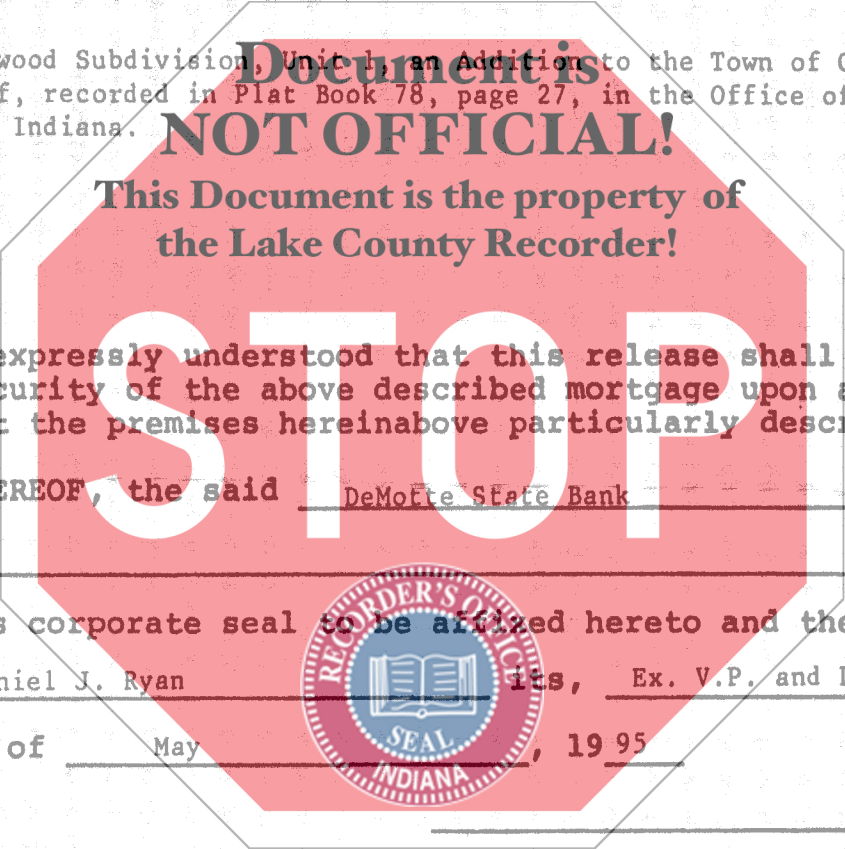 wood Subdivision, Unit 1, an Addition to the Town of C
Document is
f, recorded in Plat Book 78, page 27, in the Office of
Indiana.
NOT OFFICIAL!
This Document is the property of
the Lake County Recorder!
STOP
expressly understood that this release shall
curity of the above described mortgage upon a
t the premises hereinabove particularly descr
EREOF, the said DeMotte State Bank
s corporate seal to be affixed hereto and the
niel J. Ryan its, Ex. V.P. and
of May, 19 95
RECORDER'S OFFICE
SEAL
INDIANA